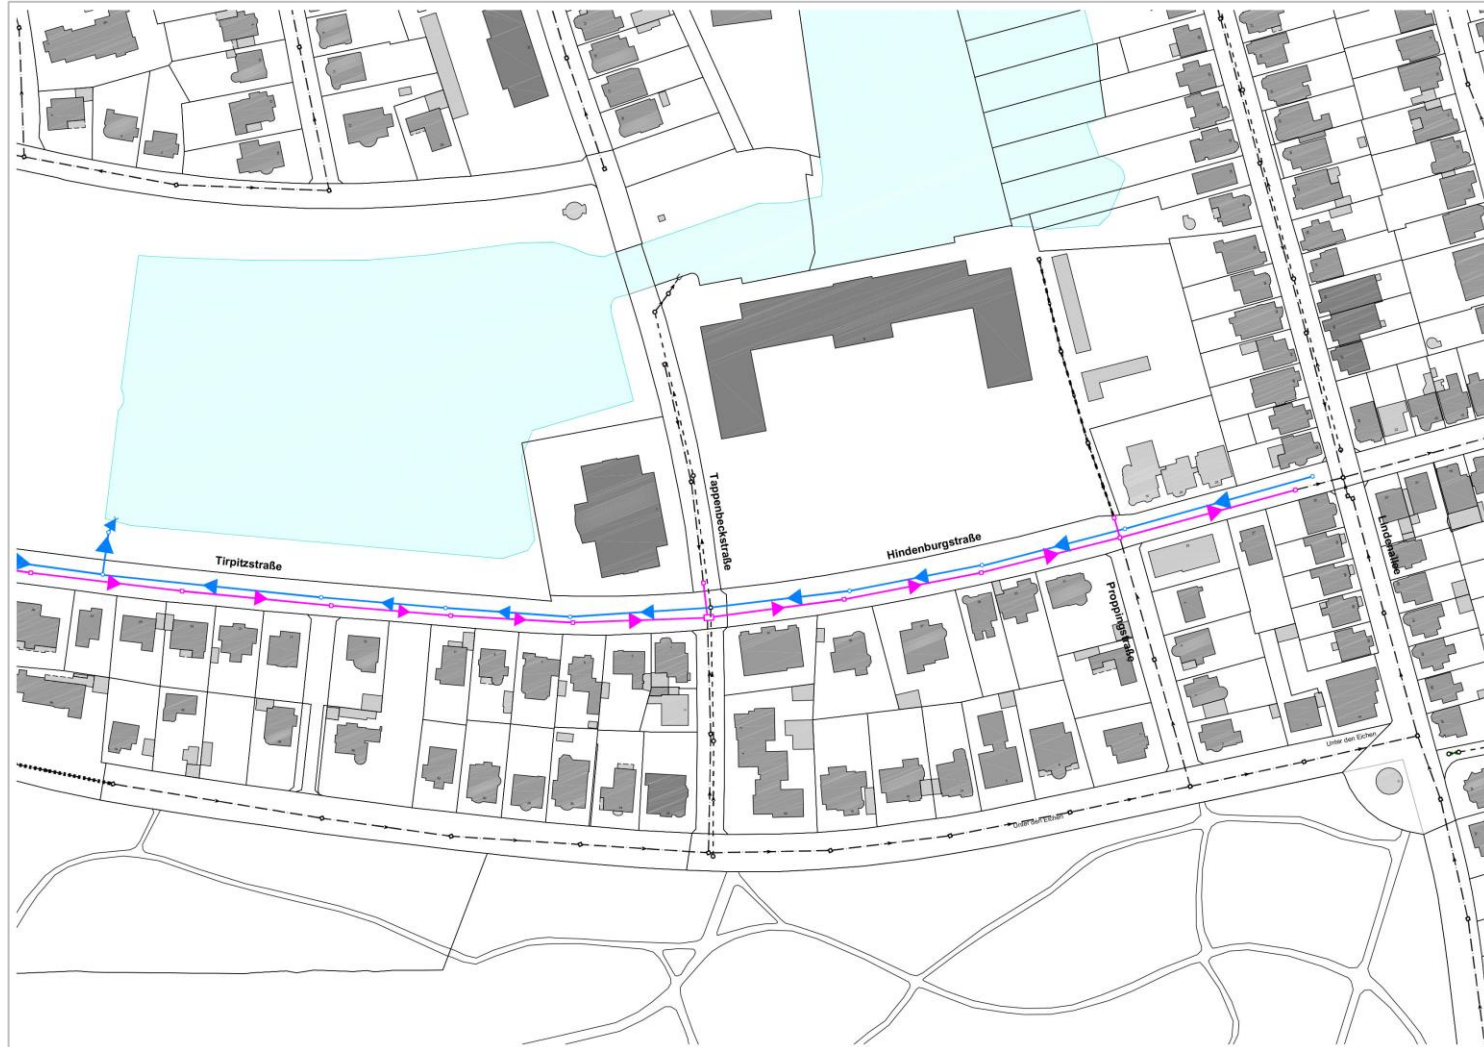 Tappenbeckstraße
Hindenburgstraße
Lindenallee
Tirpitzstraße
Proppingstraße
Unter den Eichen
Unter den Eichen